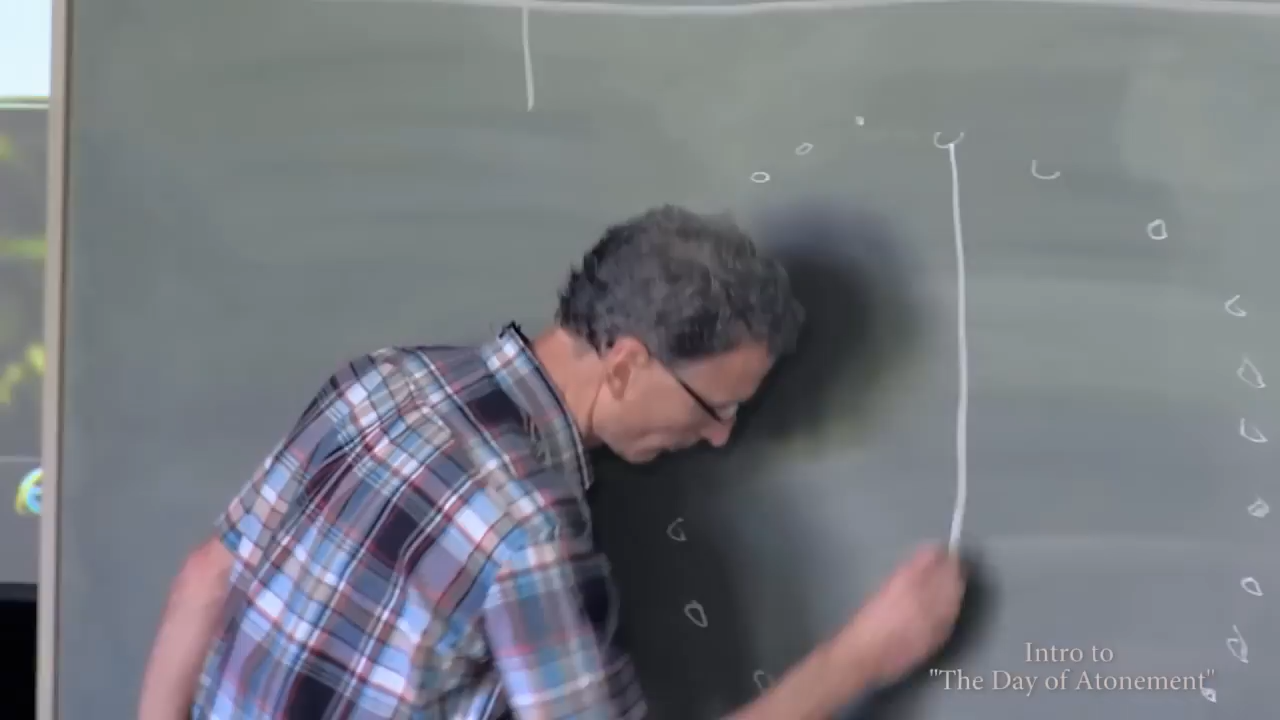 Intro to
"The Day of Atonement"